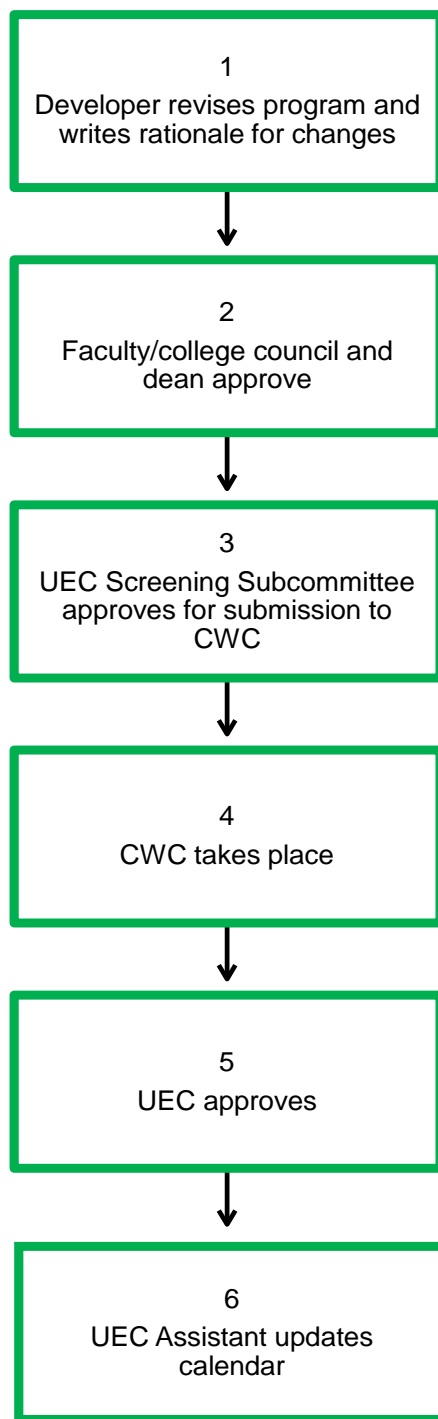 1
Developer revises program and
writes rationale for changes
2
Faculty/college council and
dean approve
3
UEC Screening Subcommittee
approves for submission to
CWC
4
CWC takes place
5
UEC approves
6
UEC Assistant updates
calendar